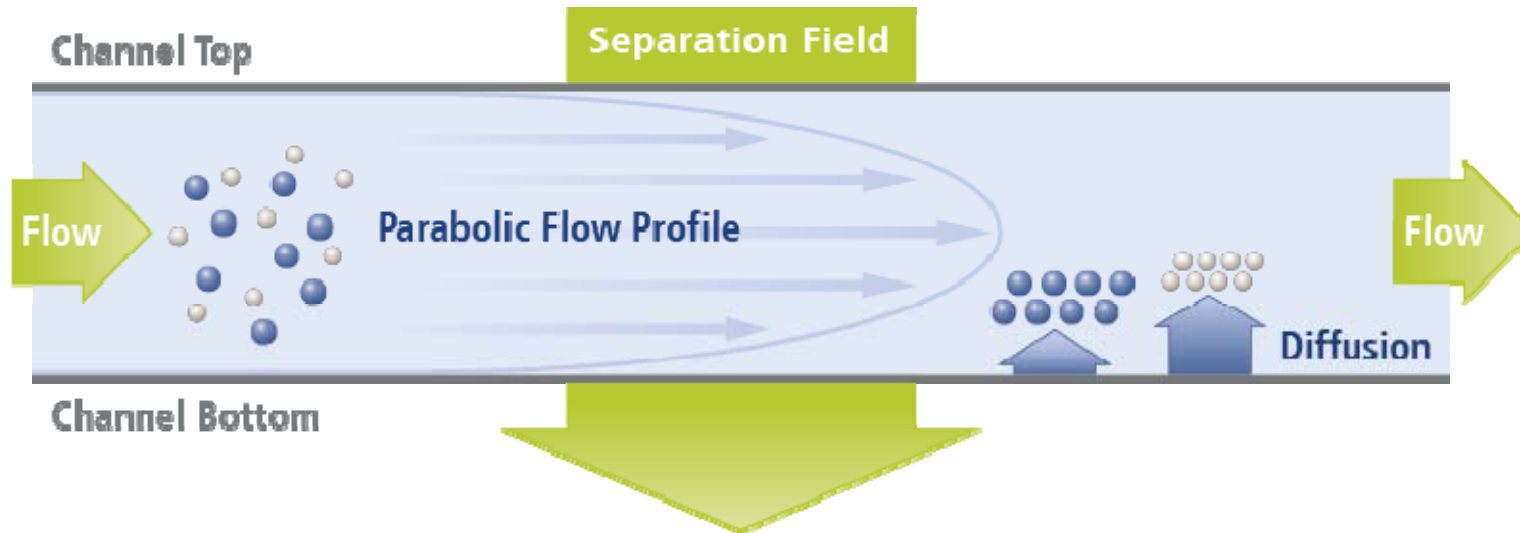 Channel Top
Separation Field
Flow
Parabolic Flow Profile
Flow
Diffusion
Channel Bottom